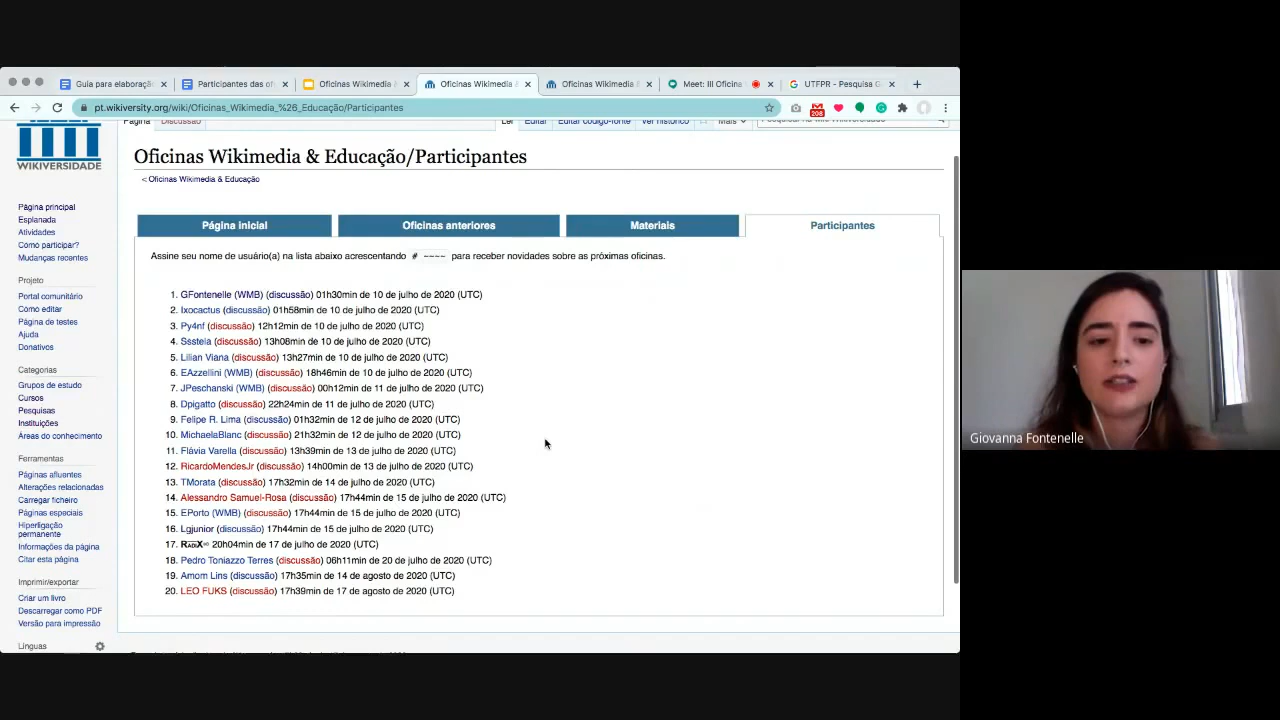 Guia para elaboraçã
Participantes das of
Oficinas Wikimedia &
Oficinas Wikimedia &
Oficinas Wikimedia E
Meet: III Oficina
UTFPR - Pesquisa G
pt.wikiversity.org/wiki/Oficinas_Wikimedia_%26_Educação/Participantes
208
Página
Discussão
Ler
Editar
Editar código-fonte
Ver histórico
Mais
WIKIVERSIDADE
Oficinas Wikimedia & Educação/Participantes
< Oficinas Wikimedia & Educação
Página inicial
Oficinas anteriores
Materiais
Participantes
Assine seu nome de usuário(a) na lista abaixo acrescentando # ~~~~ para receber novidades sobre as próximas oficinas.
1. GFontenelle (WMB) (discussão) 01h30min de 10 de julho de 2020 (UTC)
2. Ixocactus (discussão) 01h58min de 10 de julho de 2020 (UTC)
3. Py4nf (discussão) 12h12min de 10 de julho de 2020 (UTC)
4. Sssteia (discussão) 13h08min de 10 de julho de 2020 (UTC)
5. Lilian Viana (discussão) 13h27min de 10 de julho de 2020 (UTC)
6. EAzzellini (WMB) (discussão) 18h46min de 10 de julho de 2020 (UTC)
7. JPeschanski (WMB) (discussão) 00h12min de 11 de julho de 2020 (UTC)
8. Dpigatto (discussão) 22h24min de 11 de julho de 2020 (UTC)
9. Felipe R. Lima (discussão) 01h32min de 12 de julho de 2020 (UTC)
10. MichaelaBlanc (discussão) 21h32min de 12 de julho de 2020 (UTC)
11. Flávia Varella (discussão) 13h39min de 13 de julho de 2020 (UTC)
12. RicardoMendesJr (discussão) 14h00min de 13 de julho de 2020 (UTC)
13. TMorata (discussão) 17h32min de 14 de julho de 2020 (UTC)
14. Alessandro Samuel-Rosa (discussão) 17h44min de 15 de julho de 2020 (UTC)
15. EPorto (WMB) (discussão) 17h44min de 15 de julho de 2020 (UTC)
16. Lgjunior (discussão) 17h44min de 15 de julho de 2020 (UTC)
17. 20h04min de 17 de julho de 2020 (UTC)
18. Pedro Toniazzo Terres (discussão) 06h11min de 20 de julho de 2020 (UTC)
19. Amom Lins (discussão) 17h35min de 14 de agosto de 2020 (UTC)
20. LEO FUKS (discussão) 17h39min de 17 de agosto de 2020 (UTC)
Página principal
Esplanada
Atividades
Como participar?
Mudanças recentes
Projeto
Portal comunitário
Como editar
Página de testes
Ajuda
Donativos
Categorias
Grupos de estudo
Cursos
Pesquisas
Instituições
Áreas do conhecimento
Ferramentas
Páginas afluentes
Alterações relacionadas
Carregar ficheiro
Páginas especiais
Hiperligação
permanente
Informações da página
Citar esta página
Imprimir/exportar
Criar um livro
Descarregar como PDF
Versão para impressão
Línguas
Giovanna Fontenelle